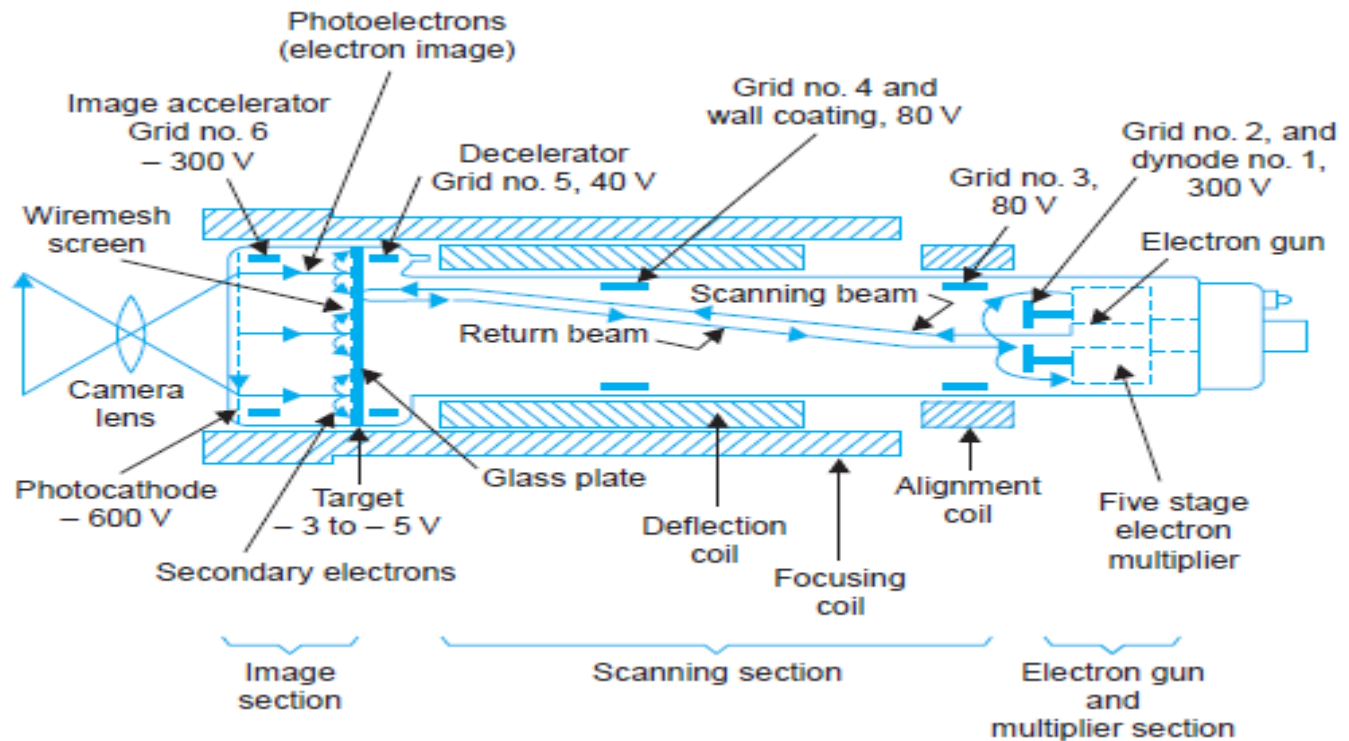 Photoelectrons
(electron image)
Image accelerator
Grid no. 6
– 300 V
Wiremesh
screen
Decelerator
Grid no. 5, 40 V
Grid no. 4 and
wall coating, 80 V
Grid no. 3,
80 V
Grid no. 2, and
dynode no. 1,
300 V
Electron gun
Scanning beam
Return beam
Camera
lens
Photocathode
– 600 V
Target
– 3 to – 5 V
Glass plate
Secondary electrons
Deflection
coil
Focusing
coil
Alignment
coil
Five stage
electron
multiplier
Image
section
Scanning section
Electron gun
and
multiplier section